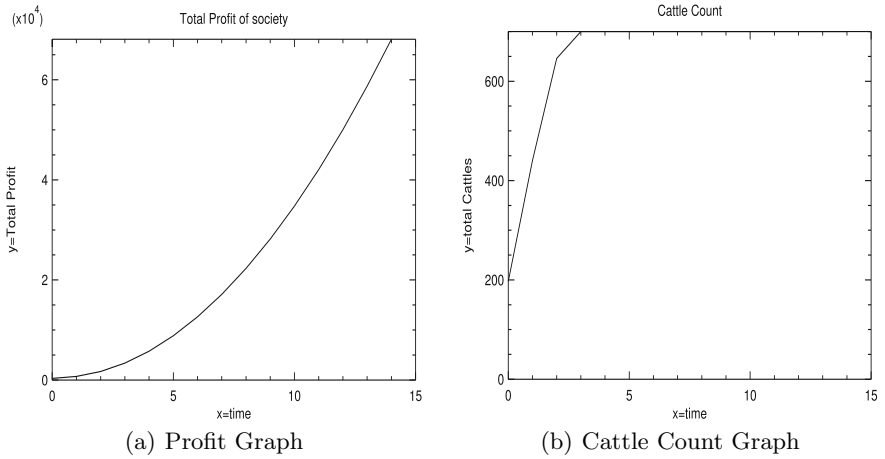 (x10⁴)
Total Profit of society
y=Total Profit
6
4
2
0
0 5 10 15
x=time
(a) Profit Graph
Cattle Count
y=total Cattles
600
400
200
0
0 5 10 15
x=time
(b) Cattle Count Graph